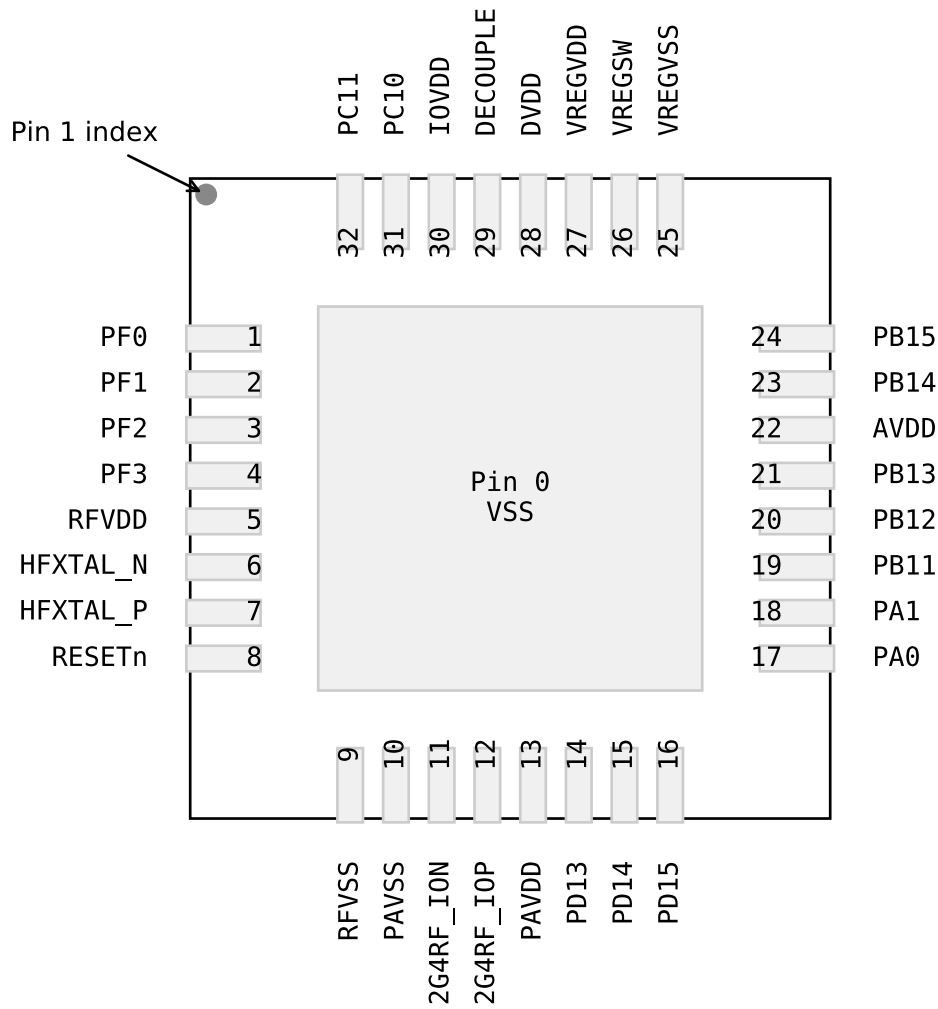 PC11
PC10
IOVDD
DECOUPLE
DVDD
VREGVDD
VREGSW
VREGVSS
Pin 1 index
32
31
30
29
28
27
26
25
PF0 1
PF1 2
PF2 3
PF3 4
RFVDD 5
HFXTAL_N 6
HFXTAL_P 7
RESETn 8
Pin 0
VSS
24 PB15
23 PB14
22 AVDD
21 PB13
20 PB12
19 PB11
18 PA1
17 PA0
9
10
11
12
13
14
15
16
RFVSS
PAVSS
2G4RF_ION
2G4RF_IOP
PAVDD
PD13
PD14
PD15